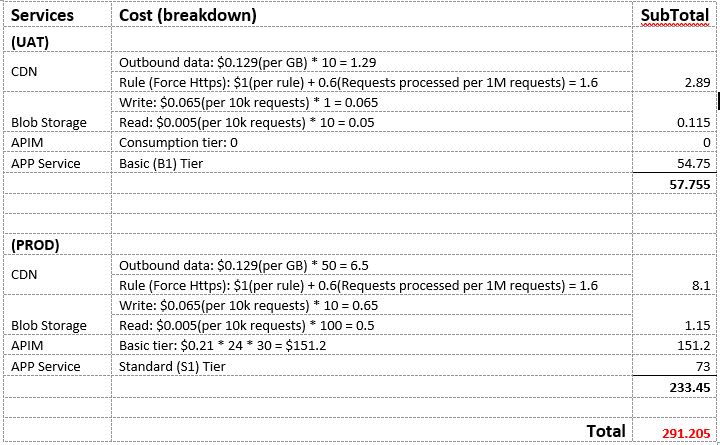 Services Cost (breakdown) SubTotal
(UAT)
CDN
Outbound data: $0.129(per GB) * 10 = 1.29
Rule (Force Https): $1(per rule) + 0.6(Requests processed per 1M requests) = 1.6 2.89
Write: $0.065(per 10k requests) * 1 = 0.065
Blob Storage Read: $0.005(per 10k requests) * 10 = 0.05 0.115
APIM Consumption tier: 0 0
APP Service Basic (B1) Tier 54.75
57.755
(PROD)
CDN
Outbound data: $0.129(per GB) * 50 = 6.5
Rule (Force Https): $1(per rule) + 0.6(Requests processed per 1M requests) = 1.6 8.1
Write: $0.065(per 10k requests) * 10 = 0.65
Blob Storage Read: $0.005(per 10k requests) * 100 = 0.5 1.15
APIM Basic tier: $0.21 * 24 * 30 = $151.2 151.2
APP Service Standard (S1) Tier 73
233.45
Total 291.205